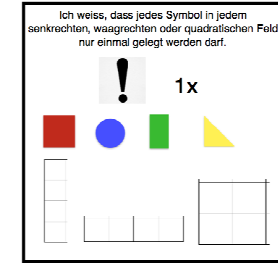 Ich weiss, dass jedes Symbol in jedem
senkrechten, waagrechten oder quadratischen Feld
nur einmal gelegt werden darf.
! 1x